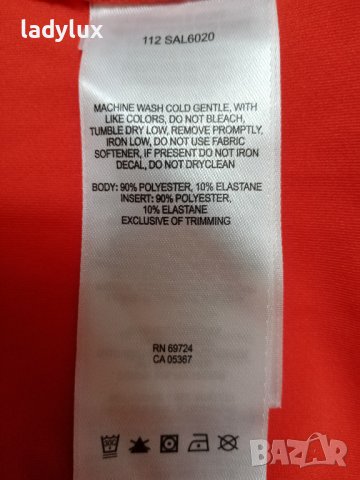 ladylux
112 SAL6020
MACHINE WASH COLD GENTLE, WITH
LIKE COLORS, DO NOT BLEACH,
TUMBLE DRY LOW, REMOVE PROMPTLY,
IRON LOW, DO NOT USE FABRIC
SOFTENER, IF PRESENT DO NOT IRON
DECAL, DO NOT DRYCLEAN
BODY: 90% POLYESTER, 10% ELASTANE
INSERT: 90% POLYESTER,
10% ELASTANE
EXCLUSIVE OF TRIMMING
RN 69724
CA 05367
BAZAR